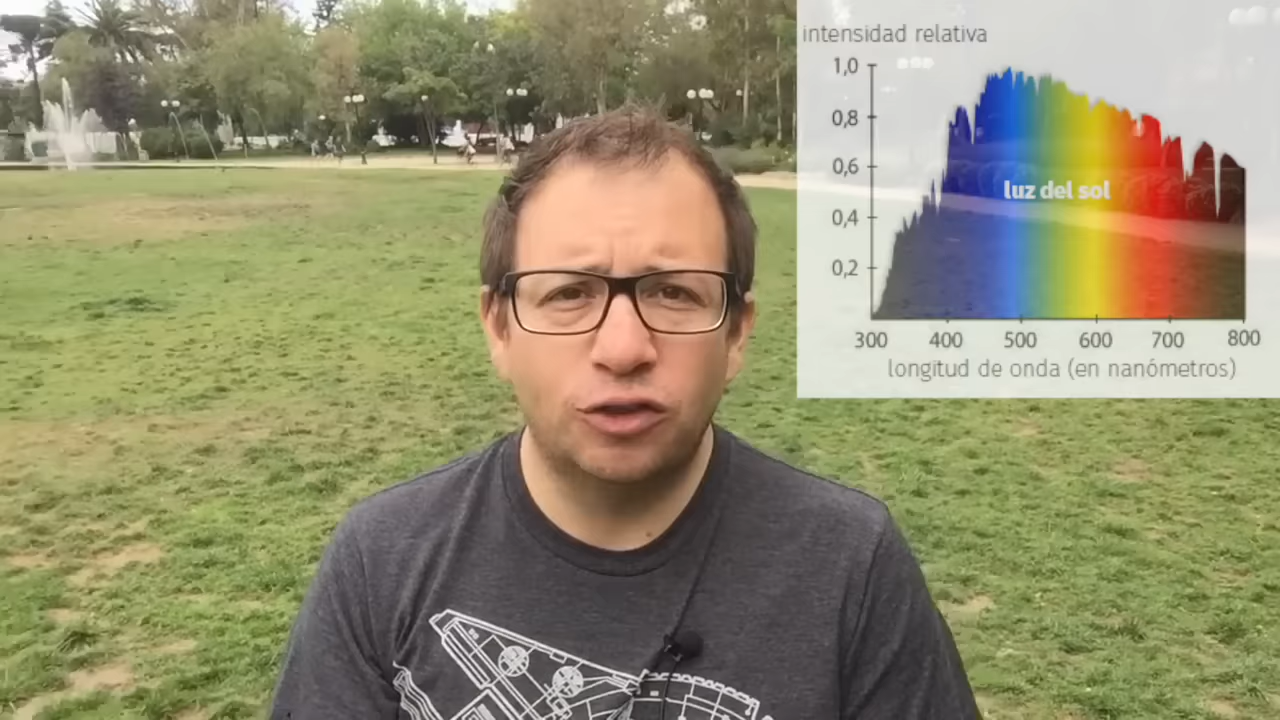 intensidad relativa
1,0
0,8
0,6
0,4
0,2
luz del sol
300 400 500 600 700 800
longitud de onda (en nanómetros)